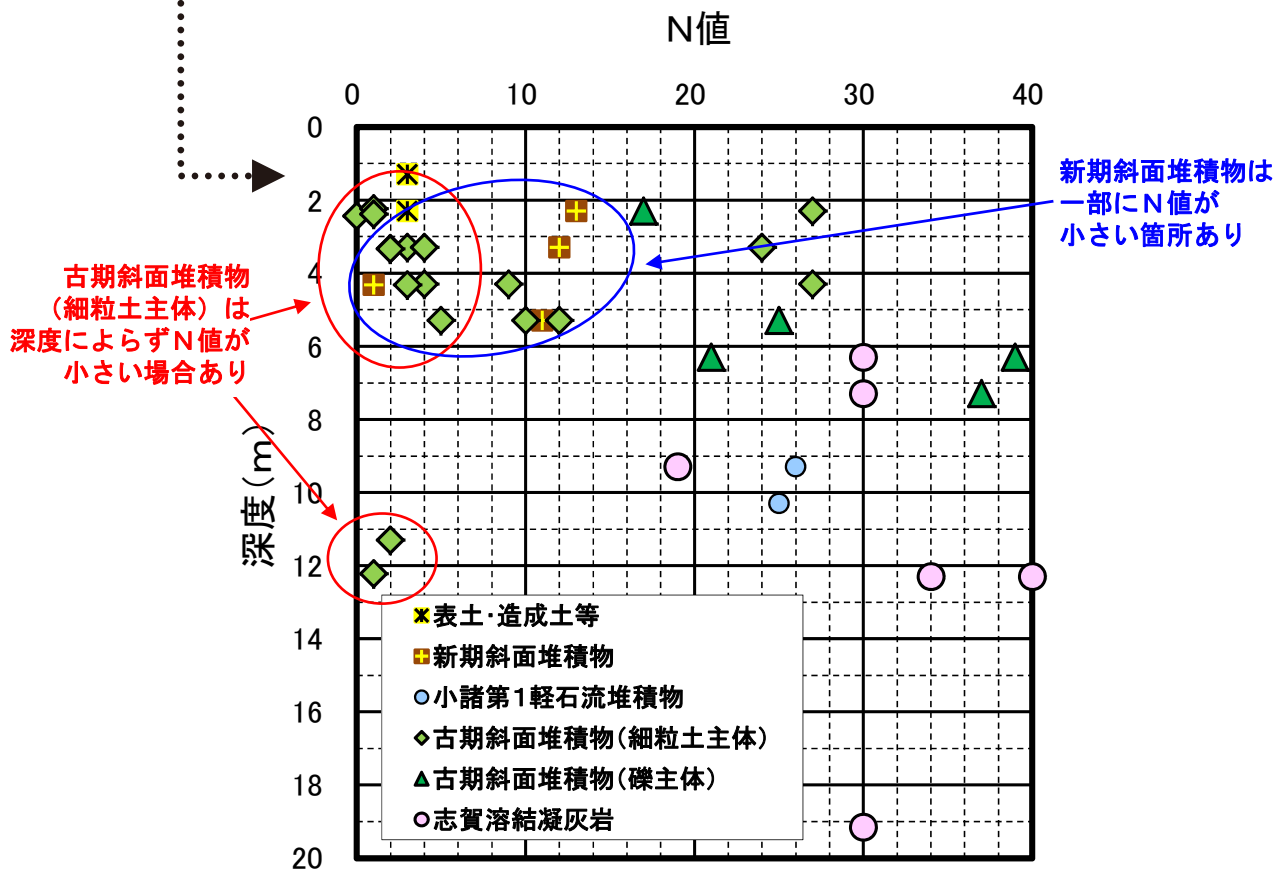 N値
0 10 20 30 40
0
2
4
6
8
10
12
14
16
18
20
深度(m)
新期斜面堆積物は
一部にN値が
小さい箇所あり
古期斜面堆積物
(細粒土主体)は
深度によらずN値が
小さい場合あり
表土・造成土等
新期斜面堆積物
小諸第1軽石流堆積物
古期斜面堆積物(細粒土主体)
古期斜面堆積物(礫主体)
志賀溶結凝灰岩